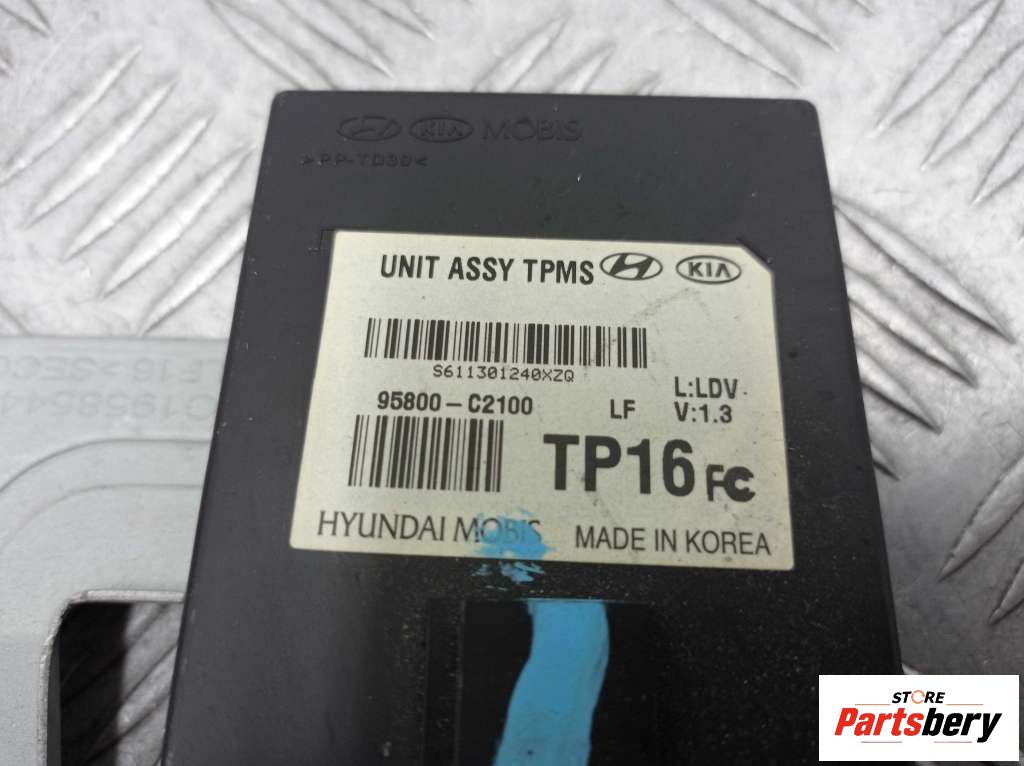 KIA MOBIS
>PP-TD30<
UNIT ASSY TPMS KIA
S611301240XZQ
L:LDV
95800-C2100 LF V:1.3
TP16 FC
HYUNDAI MOBIS MADE IN KOREA
STORE
Partsbery